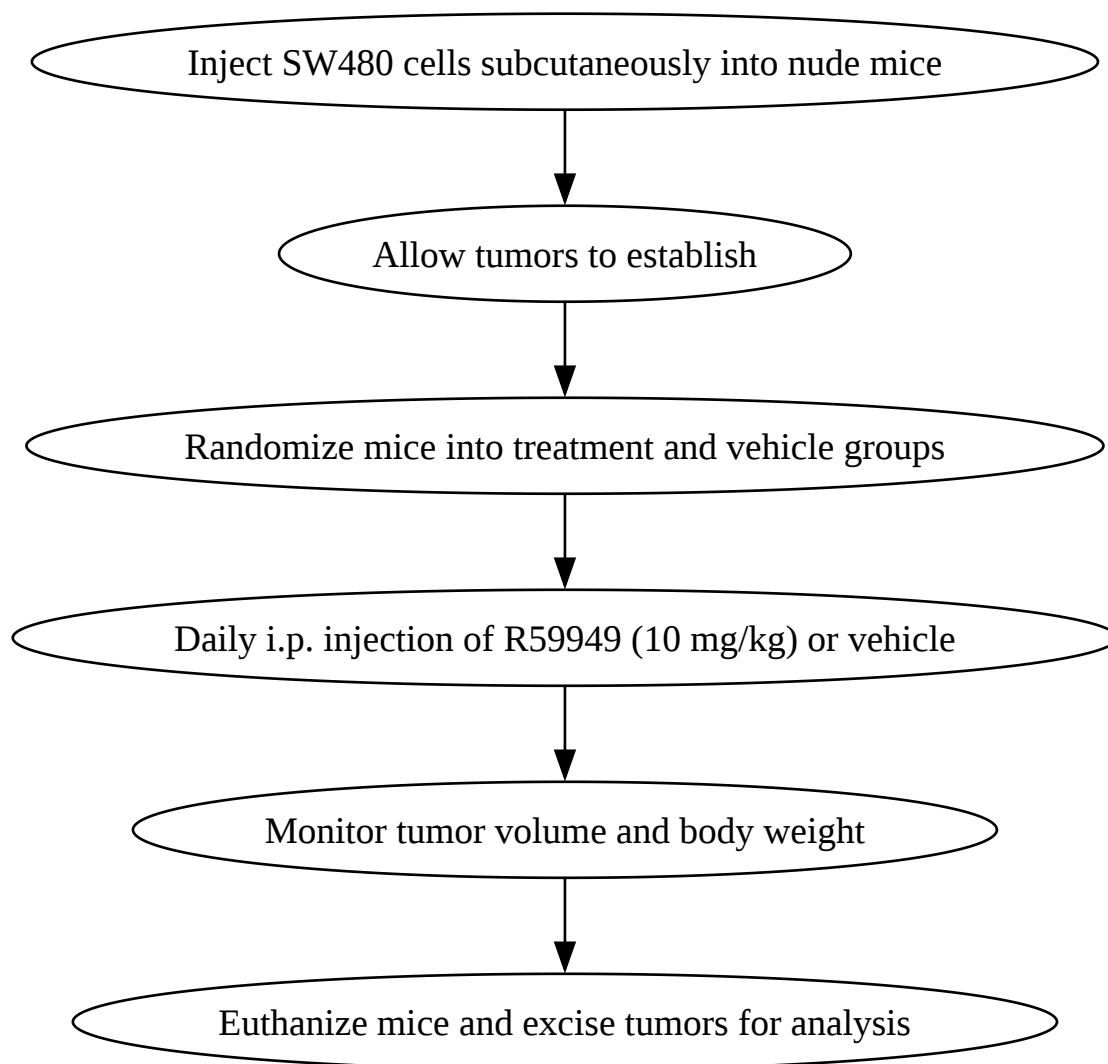 Inject SW480 cells subcutaneously into nude mice
Allow tumors to establish
Randomize mice into treatment and vehicle groups
Daily i.p. injection of R59949 (10 mg/kg) or vehicle
Monitor tumor volume and body weight
Euthanize mice and excise tumors for analysis